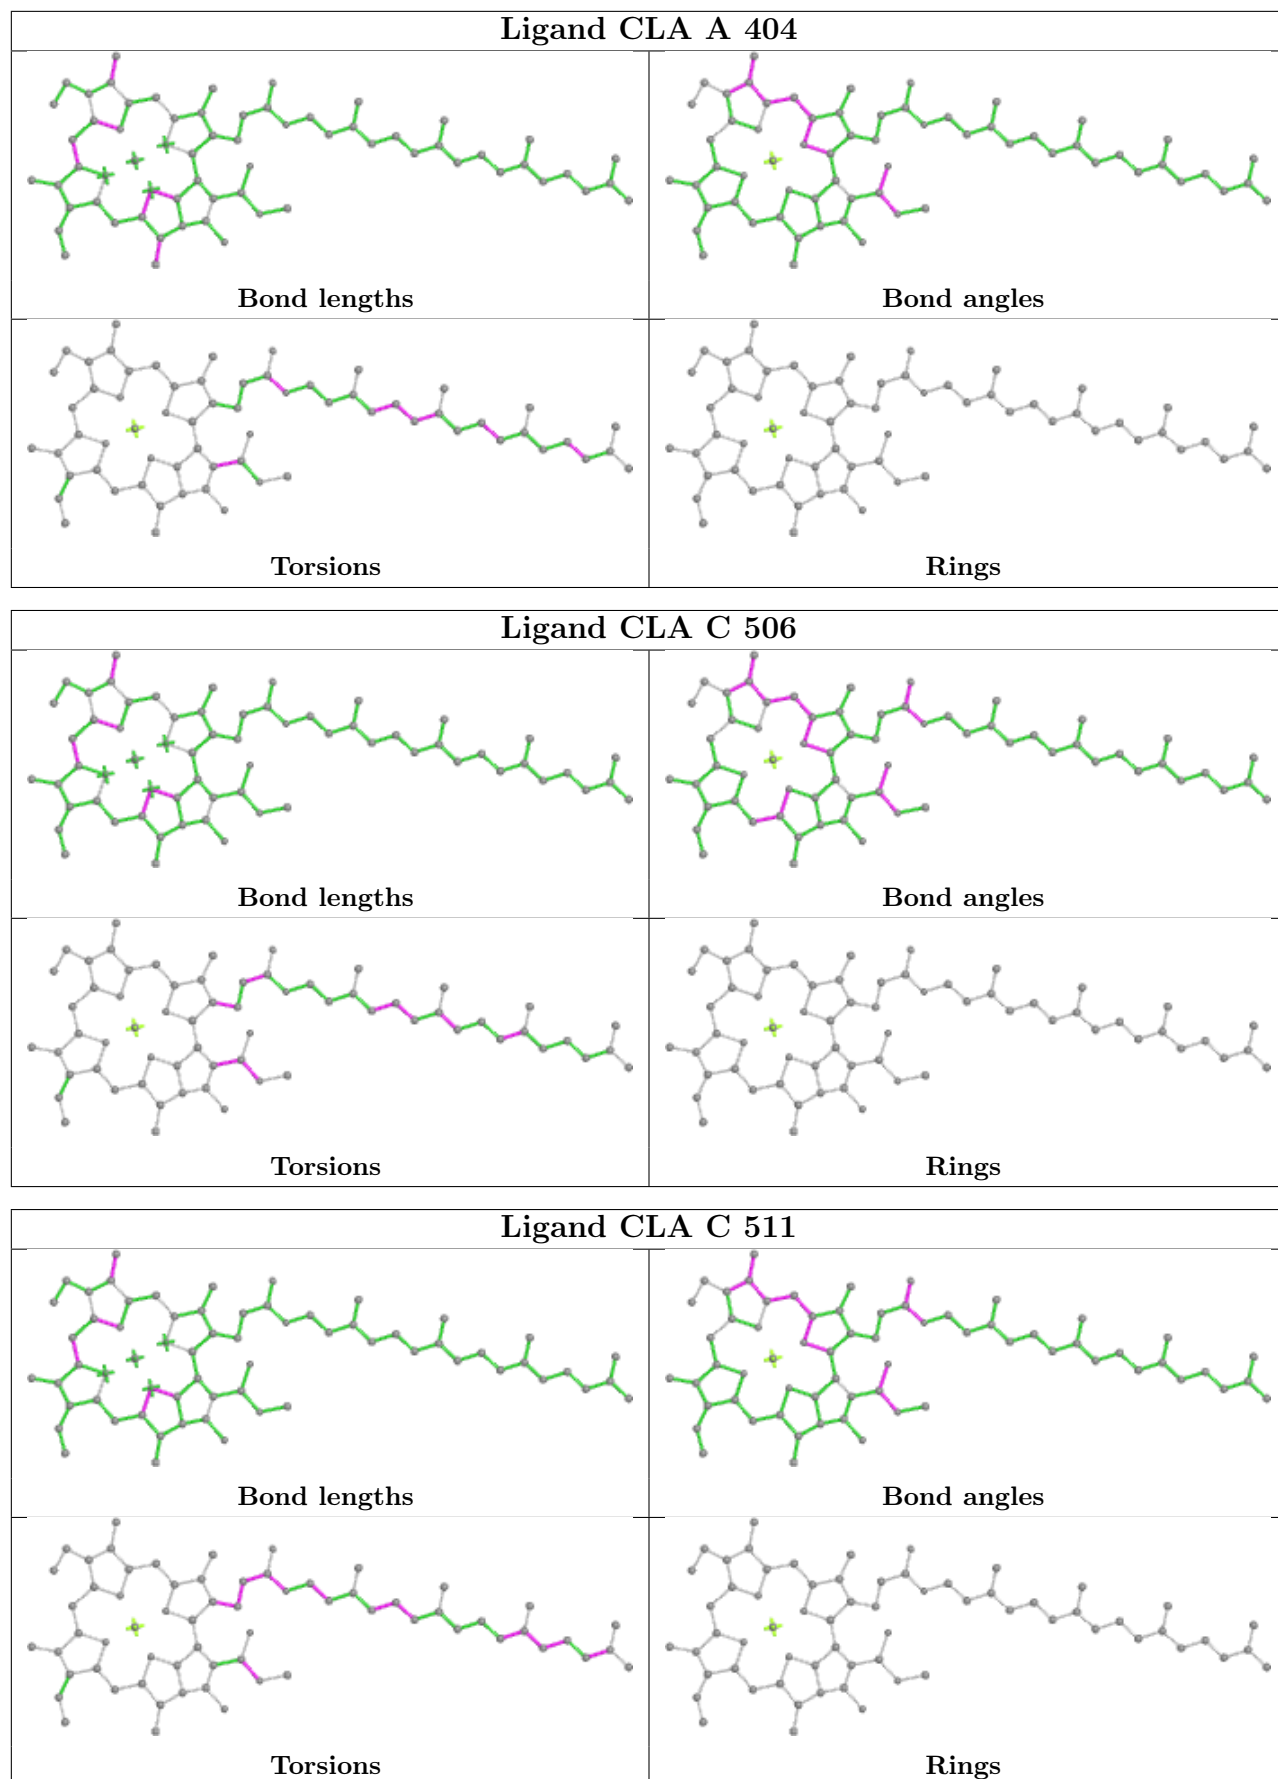 Ligand CLA A 404
Bond lengths
Bond angles
Torsions
Rings
Ligand CLA C 506
Bond lengths
Bond angles
Torsions
Rings
Ligand CLA C 511
Bond lengths
Bond angles
Torsions
Rings